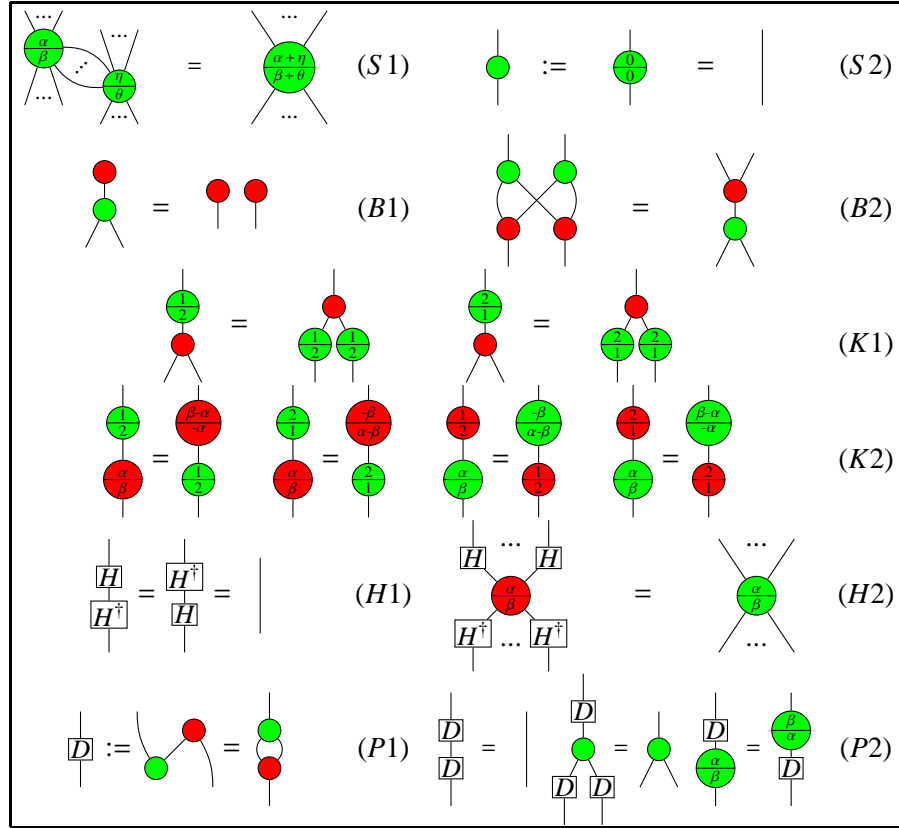 ... ... ... ...
α/β ... η/θ = α+η/β+θ (S1) := 0/0 = (S2)
... ... ...
= (B1) = (B2)
1/2 = 1/2 1/2 2/1 = 2/1 2/1 (K1)
1/2 β-α/-α 2/1 -β/α-β 1/2 -β/α-β 2/1 β-α/-α
= = = = (K2)
α/β 1/2 α/β 2/1 α/β 1/2 α/β 2/1
H H† H ... H ...
= = (H1) α/β = α/β (H2)
H† H H† ... H† ...
D := = (P1) D D = D D D = D α/β = β/α D (P2)